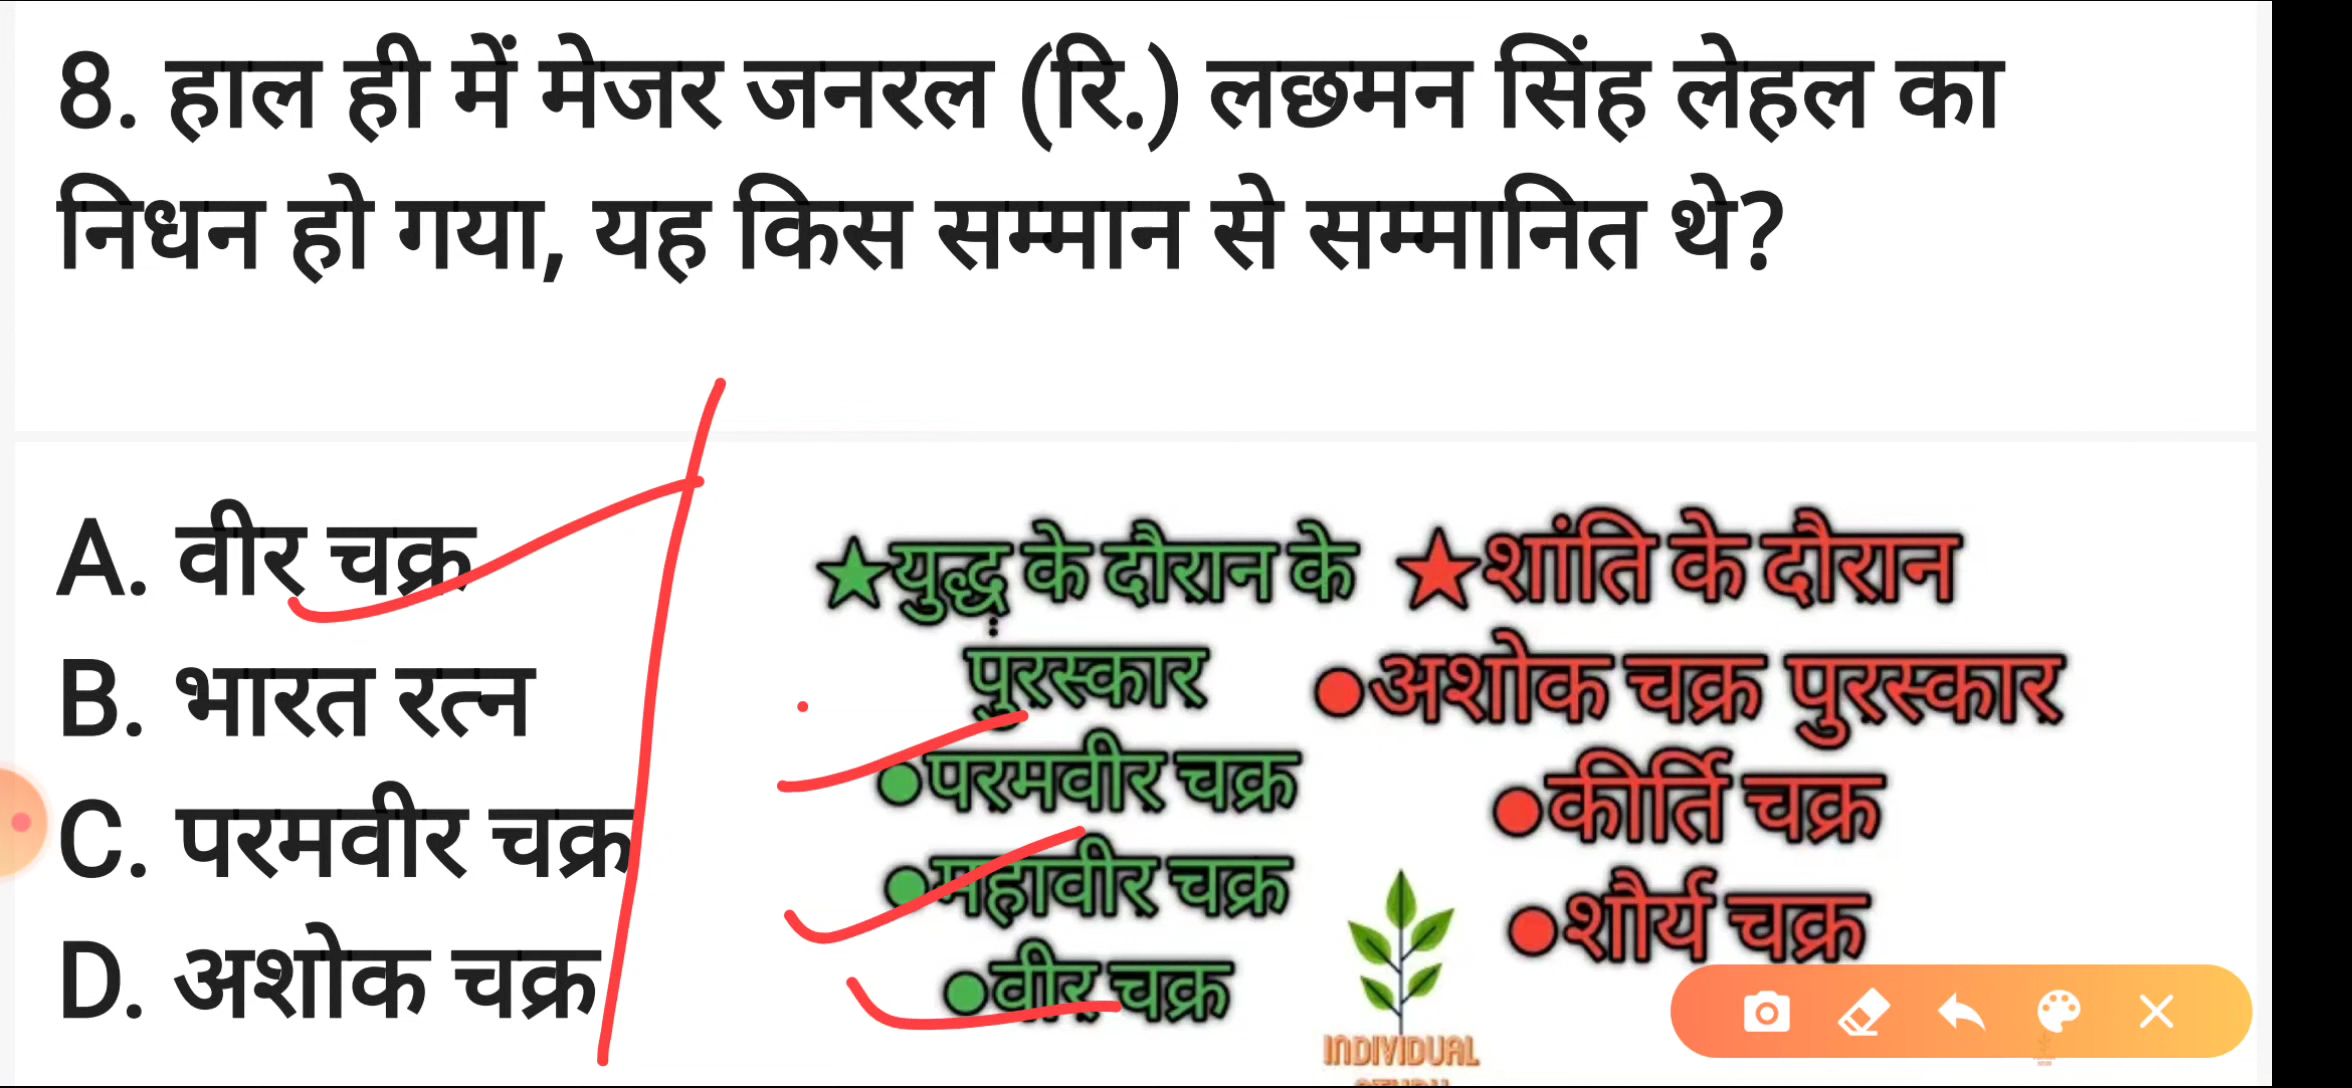 8. हाल ही में मेजर जनरल (रि.) लछमन सिंह लेहल का
निधन हो गया, यह किस सम्मान से सम्मानित थे?
A. वीर चक्र
B. भारत रत्न
C. परमवीर चक्र
D. अशोक चक्र
★युद्ध के दौरान के
पुरस्कार
●परमवीर चक्र
●महावीर चक्र
●वीर चक्र
★शांति के दौरान
●अशोक चक्र पुरस्कार
●कीर्ति चक्र
●शौर्य चक्र
INDIVIDUAL